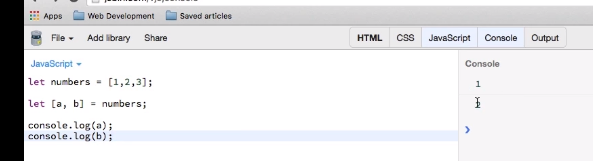 Apps Web Development Saved articles
File Add library Share HTML CSS JavaScript Console Output
JavaScript Console
let numbers = [1,2,3];
1
let [a, b] = numbers;
2
console.log(a);
console.log(b);